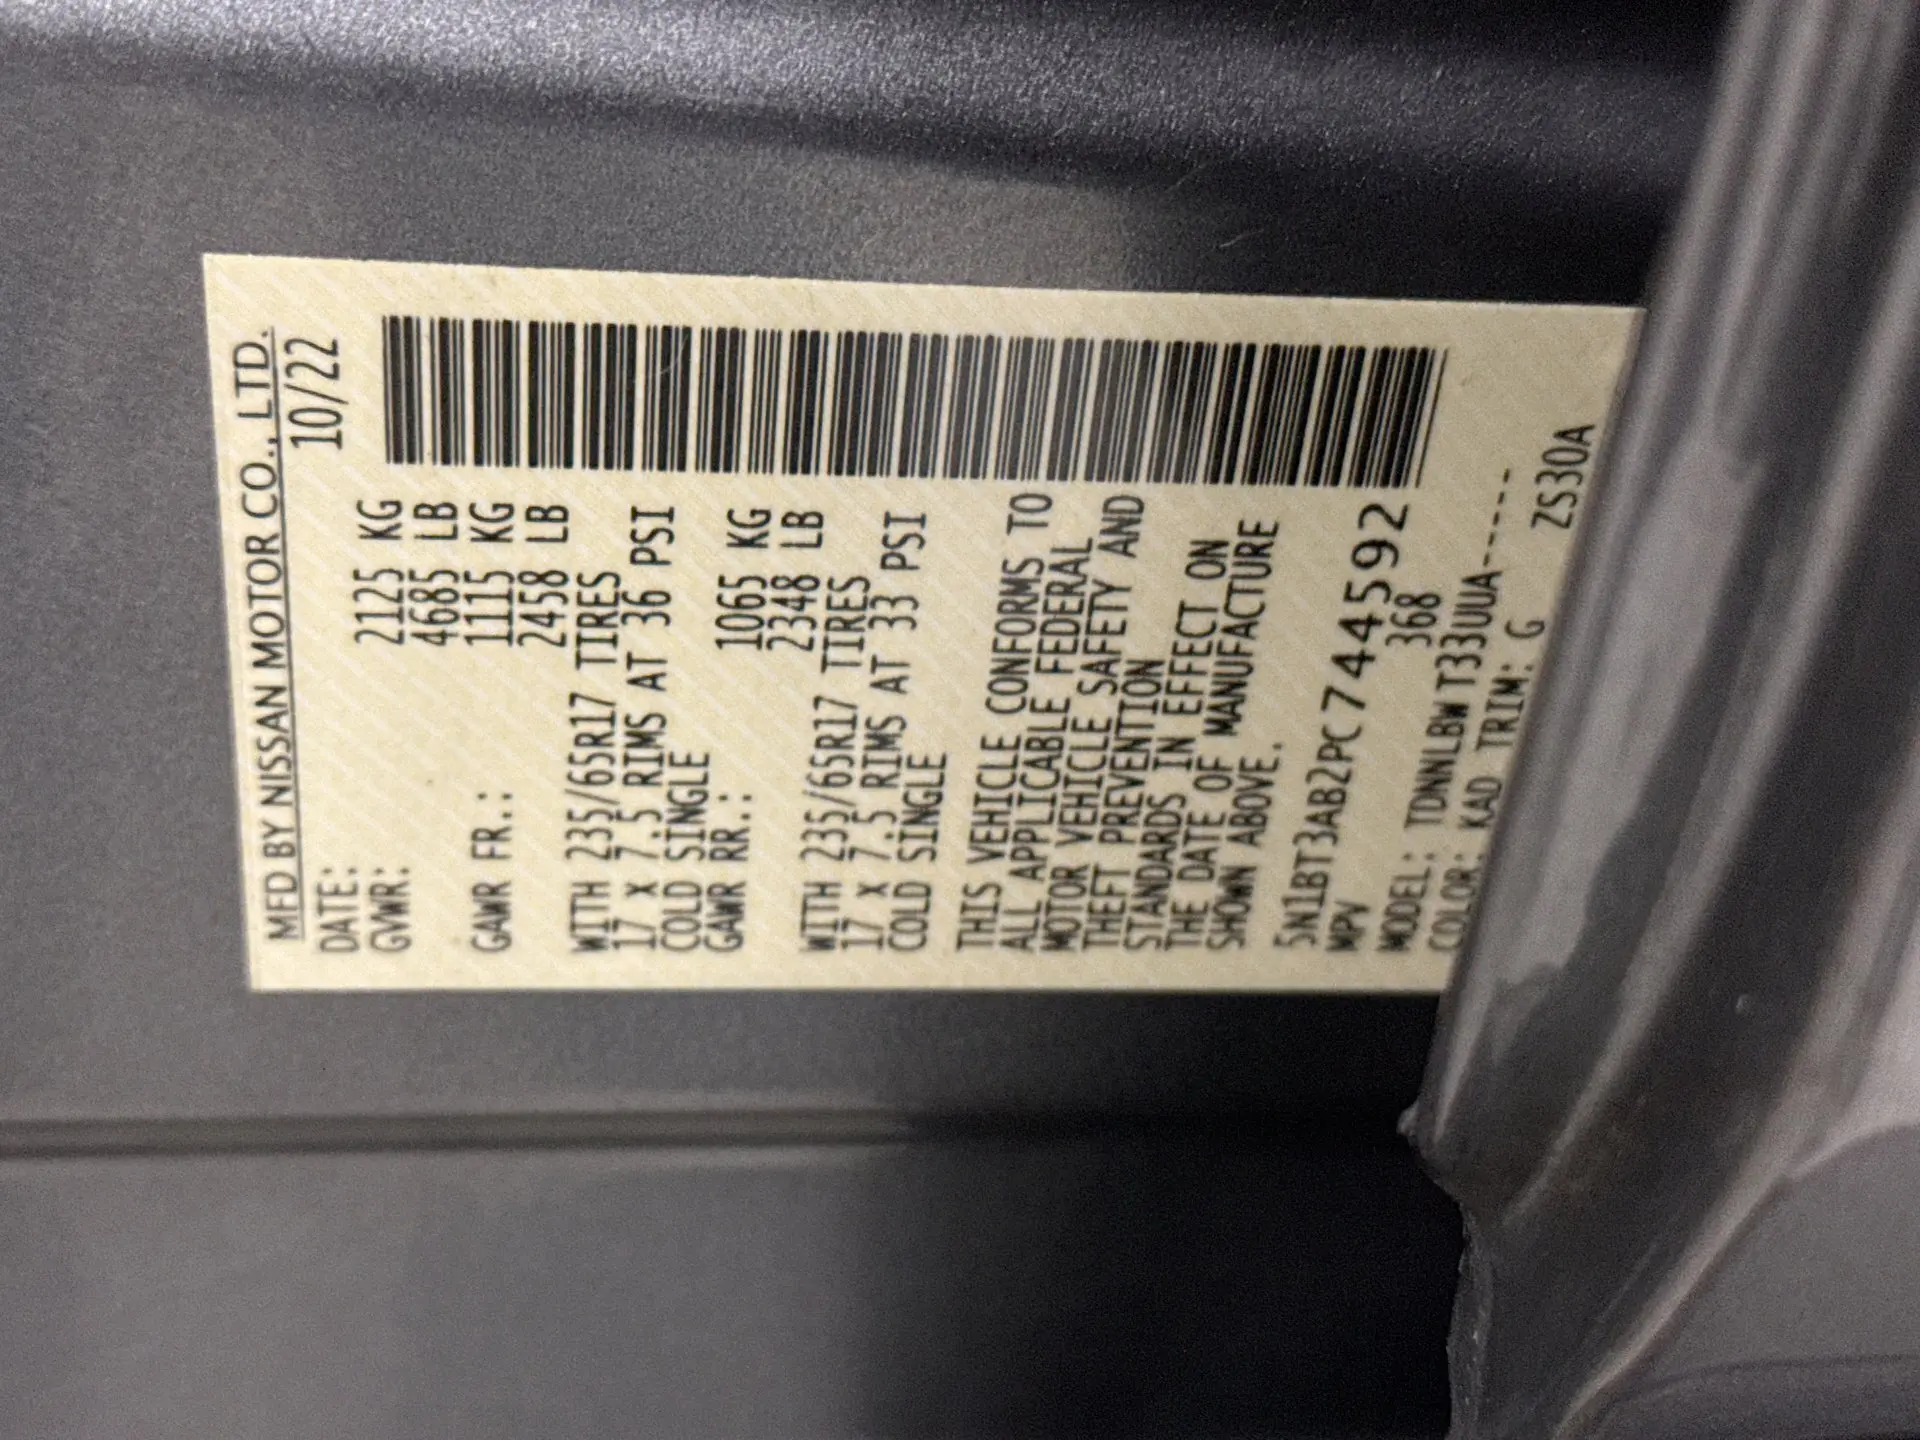 MFD BY NISSAN MOTOR CO., LTD.
DATE: 10/22
GVWR: 2125 KG
4685 LB
GAWR FR.: 1115 KG
2458 LB
WITH 235/65R17 TIRES
17 X 7.5 RIMS AT 36 PSI
COLD SINGLE
GAWR RR.: 1065 KG
2348 LB
WITH 235/65R17 TIRES
17 X 7.5 RIMS AT 33 PSI
COLD SINGLE
THIS VEHICLE CONFORMS TO
ALL APPLICABLE FEDERAL
MOTOR VEHICLE SAFETY AND
THEFT PREVENTION
STANDARDS IN EFFECT ON
THE DATE OF MANUFACTURE
SHOWN ABOVE.
5N1BT3AB2PC744592
MPV 368
MODEL: TDNNLBW T33UUA-----
COLOR: KAD TRIM: G ZS30A